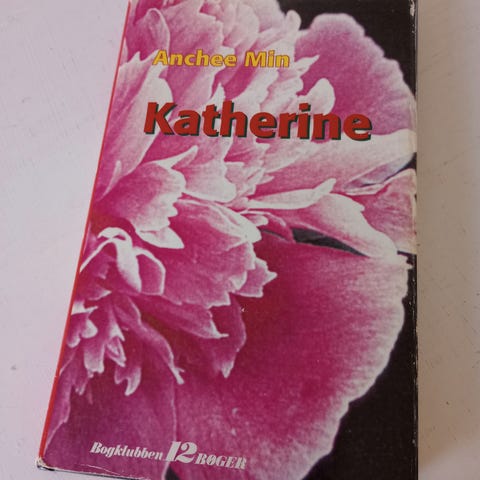 Anchee Min
Katherine
Bogklubben 12 BØGER